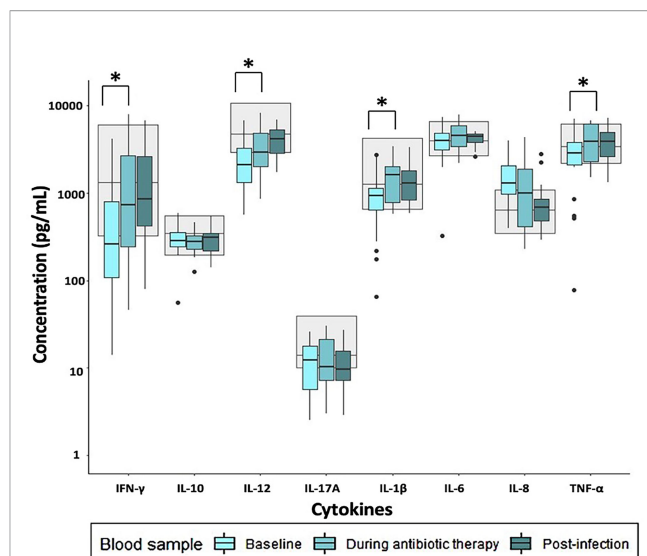 *
*
*
*
10000
1000
100
10
1
Concentration (pg/mL)
IFN-γ IL-10 IL-12 IL-17A IL-1β IL-6 IL-8 TNF-α
Cytokines
Blood sample Baseline During antibiotic therapy Post-infection